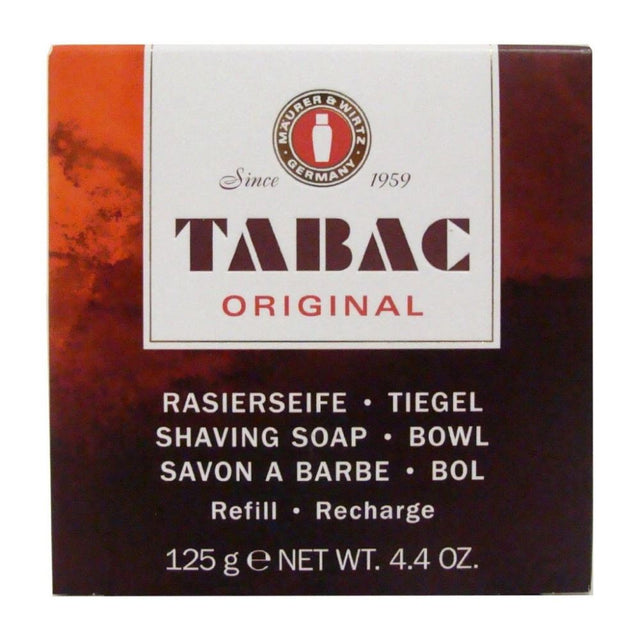 MÄURER & WIRTZ
· GERMANY ·
Since 1959
TABAC
ORIGINAL
RASIERSEIFE · TIEGEL
SHAVING SOAP · BOWL
SAVON A BARBE · BOL
Refill · Recharge
125 g ℮ NET WT. 4.4 OZ.